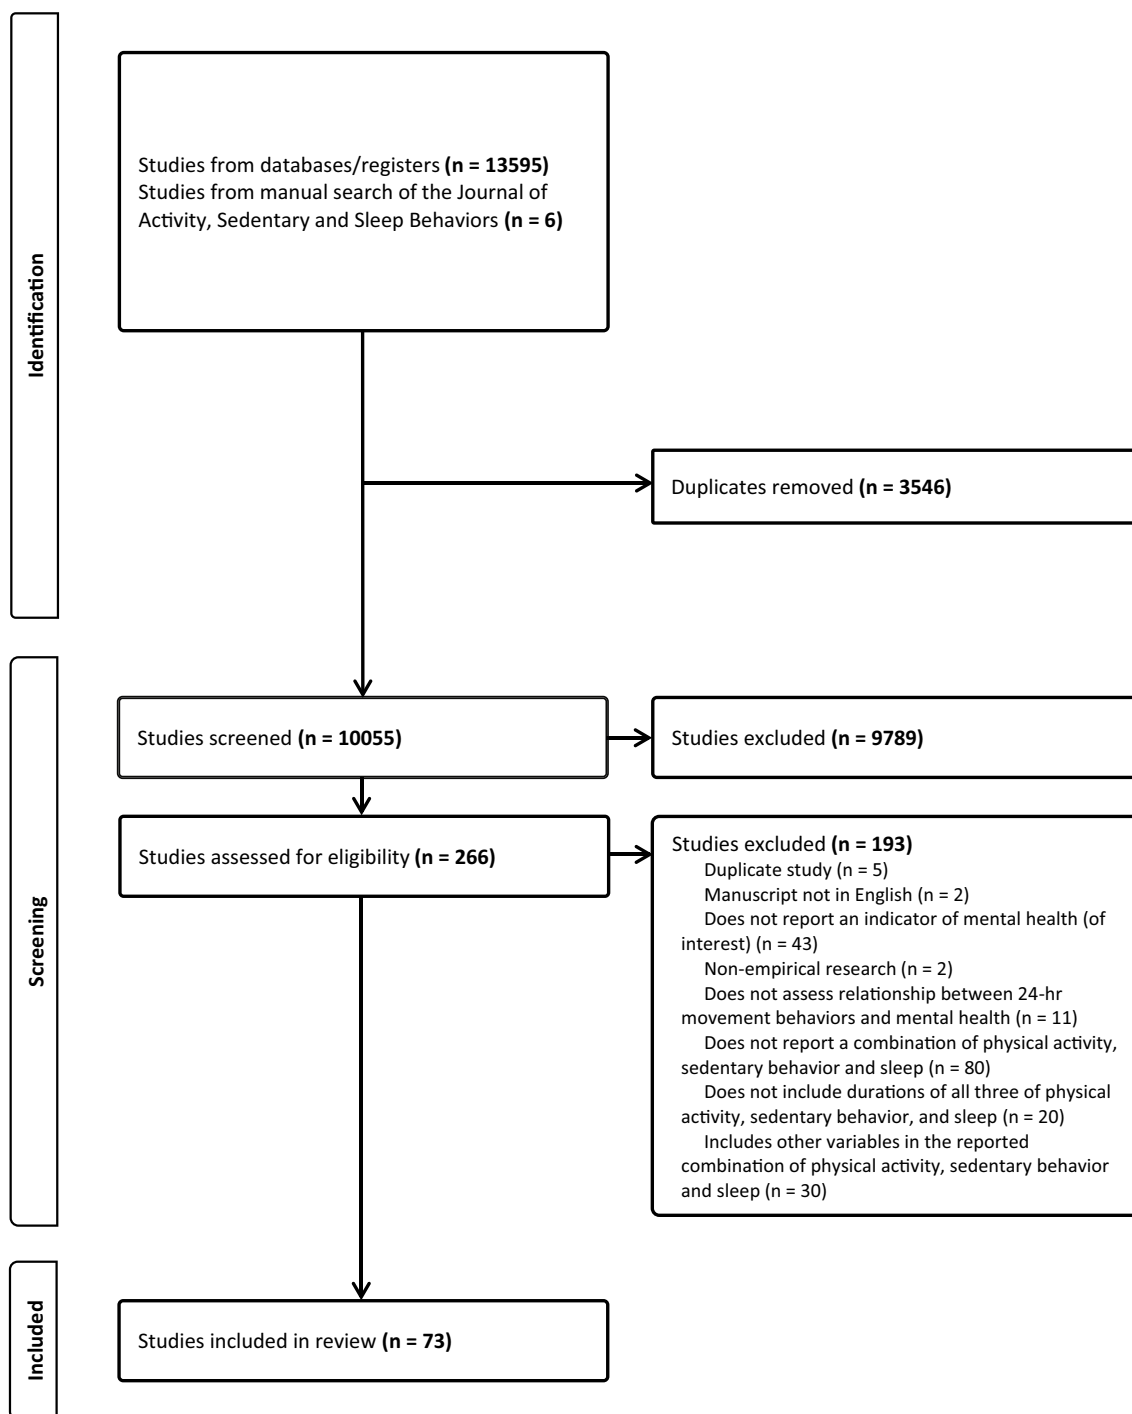 Identification
Studies from databases/registers (n = 13595)
Studies from manual search of the Journal of
Activity, Sedentary and Sleep Behaviors (n = 6)
Duplicates removed (n = 3546)
Screening
Studies screened (n = 10055)
Studies excluded (n = 9789)
Studies assessed for eligibility (n = 266)
Studies excluded (n = 193)
Duplicate study (n = 5)
Manuscript not in English (n = 2)
Does not report an indicator of mental health (of
interest) (n = 43)
Non-empirical research (n = 2)
Does not assess relationship between 24-hr
movement behaviors and mental health (n = 11)
Does not report a combination of physical activity,
sedentary behavior and sleep (n = 80)
Does not include durations of all three of physical
activity, sedentary behavior, and sleep (n = 20)
Includes other variables in the reported
combination of physical activity, sedentary behavior
and sleep (n = 30)
Included
Studies included in review (n = 73)